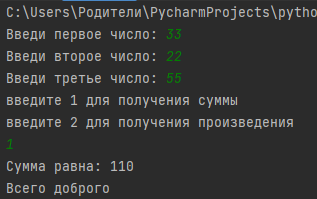 C:\Users\Родители\PycharmProjects\pytho
Введи первое число: 33
Введи второе число: 22
Введи третье число: 55
введите 1 для получения суммы
введите 2 для получения произведения
1
Сумма равна: 110
Всего доброго